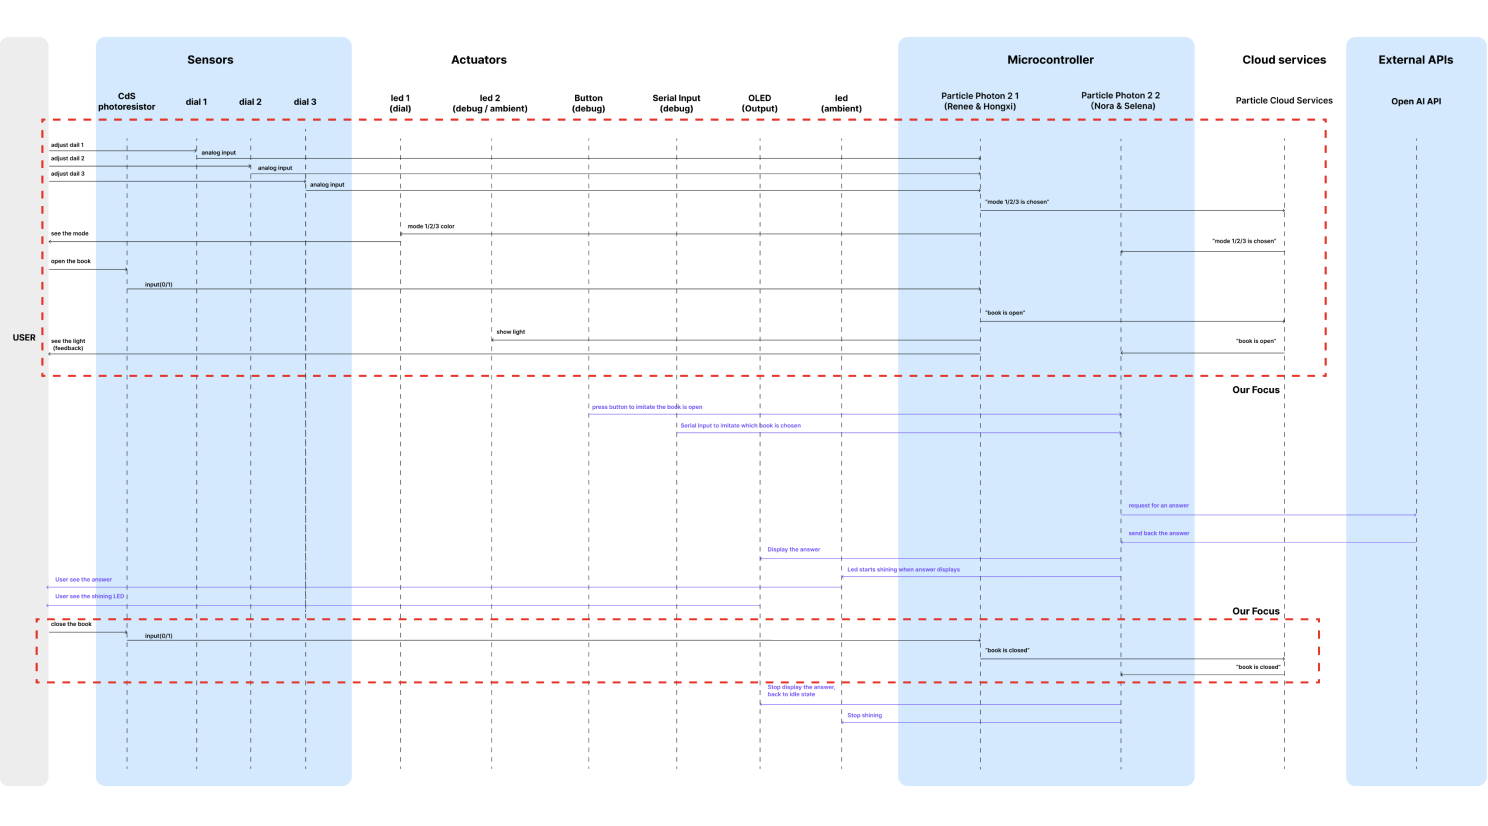 Sensors
Actuators
Microcontroller
Cloud services
External APIs
CdS
photoresistor
dial 1
dial 2
dial 3
led 1
(dial)
led 2
(debug / ambient)
Button
(debug)
Serial Input
(debug)
OLED
(Output)
led
(ambient)
Particle Photon 2 1
(Renee & Hongxi)
Particle Photon 2 2
(Nora & Selena)
Particle Cloud Services
Open AI API
adjust dail 1
analog input
adjust dail 2
analog input
adjust dail 3
analog input
"mode 1/2/3 is chosen"
mode 1/2/3 color
see the mode
"mode 1/2/3 is chosen"
open the book
input(0/1)
"book is open"
show light
USER
see the light
(feedback)
"book is open"
Our Focus
press button to imitate the book is open
Serial input to imitate which book is chosen
request for an answer
send back the answer
Display the answer
Led starts shining when answer displays
User see the answer
User see the shining LED
Our Focus
close the book
input(0/1)
"book is closed"
"book is closed"
Stop display the answer,
back to idle state
Stop shining